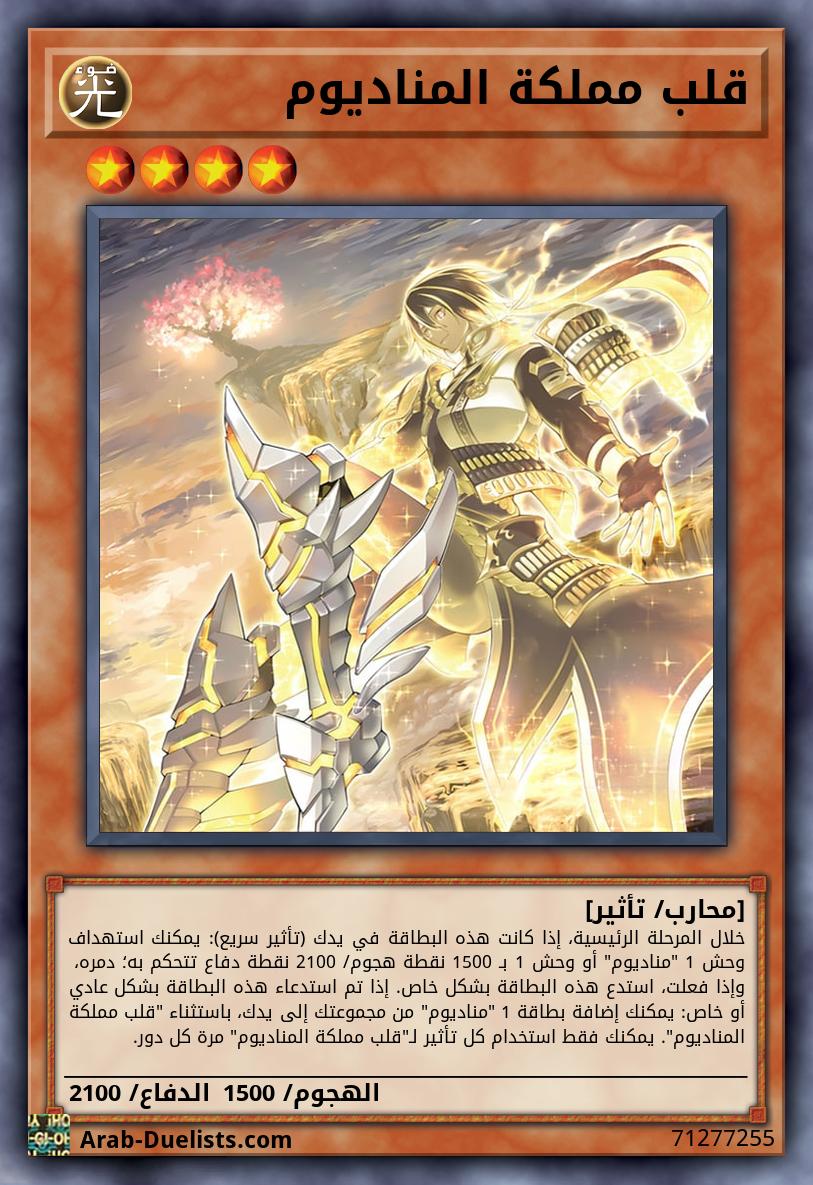 قلب مملكة المناديوم
ضوء
光
[محارب/ تأثير]
خلال المرحلة الرئيسية، إذا كانت هذه البطاقة في يدك (تأثير سريع): يمكنك استهداف
وحش 1 "مناديوم" أو وحش 1 بـ 1500 نقطة هجوم/ 2100 نقطة دفاع تتحكم به؛ دمره،
وإذا فعلت، استدع هذه البطاقة بشكل خاص. إذا تم استدعاء هذه البطاقة بشكل عادي
أو خاص: يمكنك إضافة بطاقة 1 "مناديوم" من مجموعتك إلى يدك، باستثناء "قلب مملكة
المناديوم". يمكنك فقط استخدام كل تأثير لـ"قلب مملكة المناديوم" مرة كل دور.
الهجوم/ 1500 الدفاع/ 2100
Arab-Duelists.com
71277255